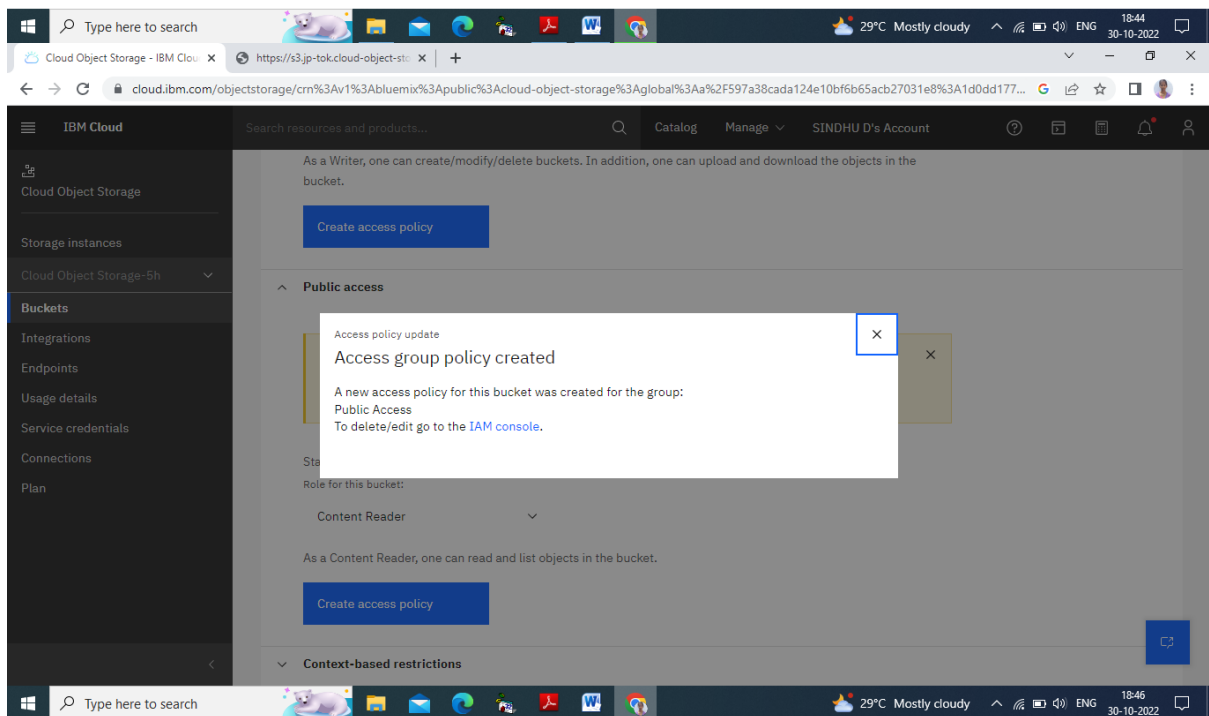 Type here to search
29°C Mostly cloudy
ENG
18:44
30-10-2022
Cloud Object Storage - IBM Clou
https://s3.jp-tok.cloud-object-sto
cloud.ibm.com/objectstorage/crn%3Av1%3Abluemix%3Apublic%3Acloud-object-storage%3Aglobal%3Aa%2F597a38cada124e10bf6b65acb27031e8%3A1d0dd177...
IBM Cloud
Search resources and products...
Catalog
Manage
SINDHU D's Account
Cloud Object Storage
Storage instances
Cloud Object Storage-5h
Buckets
Integrations
Endpoints
Usage details
Service credentials
Connections
Plan
As a Writer, one can create/modify/delete buckets. In addition, one can upload and download the objects in the
bucket.
Create access policy
Public access
Access policy update
Access group policy created
A new access policy for this bucket was created for the group:
Public Access
To delete/edit go to the IAM console.
Sta
Role for this bucket:
Content Reader
As a Content Reader, one can read and list objects in the bucket.
Create access policy
Context-based restrictions
Type here to search
29°C Mostly cloudy
ENG
18:46
30-10-2022